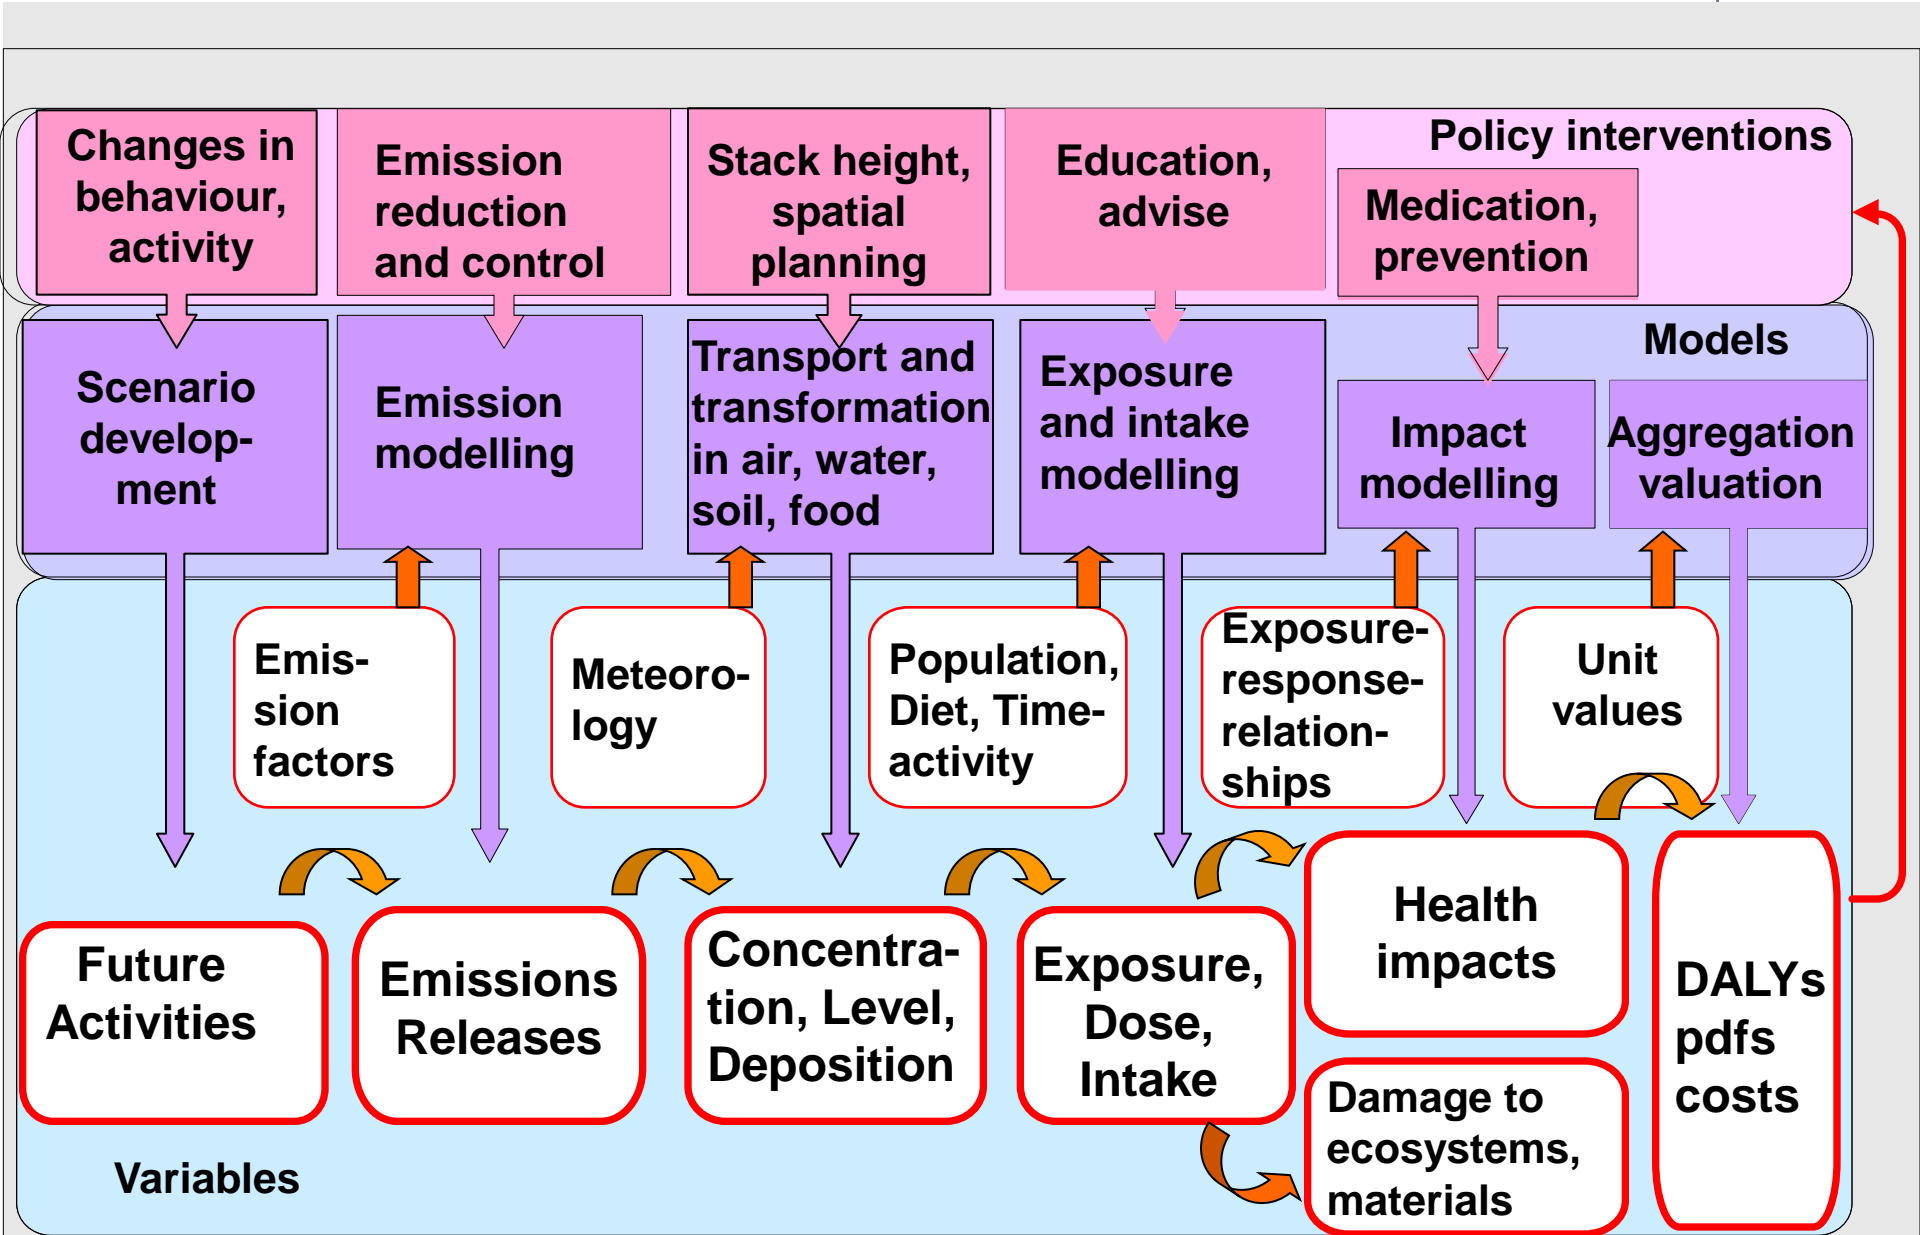 Changes in
behaviour,
activity
Emission
reduction
and control
Stack height,
spatial
planning
Education,
advise
Policy interventions
Medication,
prevention
Scenario
develop-
ment
Emission
modelling
Transport and
transformation
in air, water,
soil, food
Exposure
and intake
modelling
Models
Impact
modelling
Aggregation
valuation
Emis-
sion
factors
Meteoro-
logy
Population,
Diet, Time-
activity
Exposure-
response-
relation-
ships
Unit
values
Future
Activities
Emissions
Releases
Concentra-
tion, Level,
Deposition
Exposure,
Dose,
Intake
Health
impacts
Damage to
ecosystems,
materials
DALYs
pdfs
costs
Variables